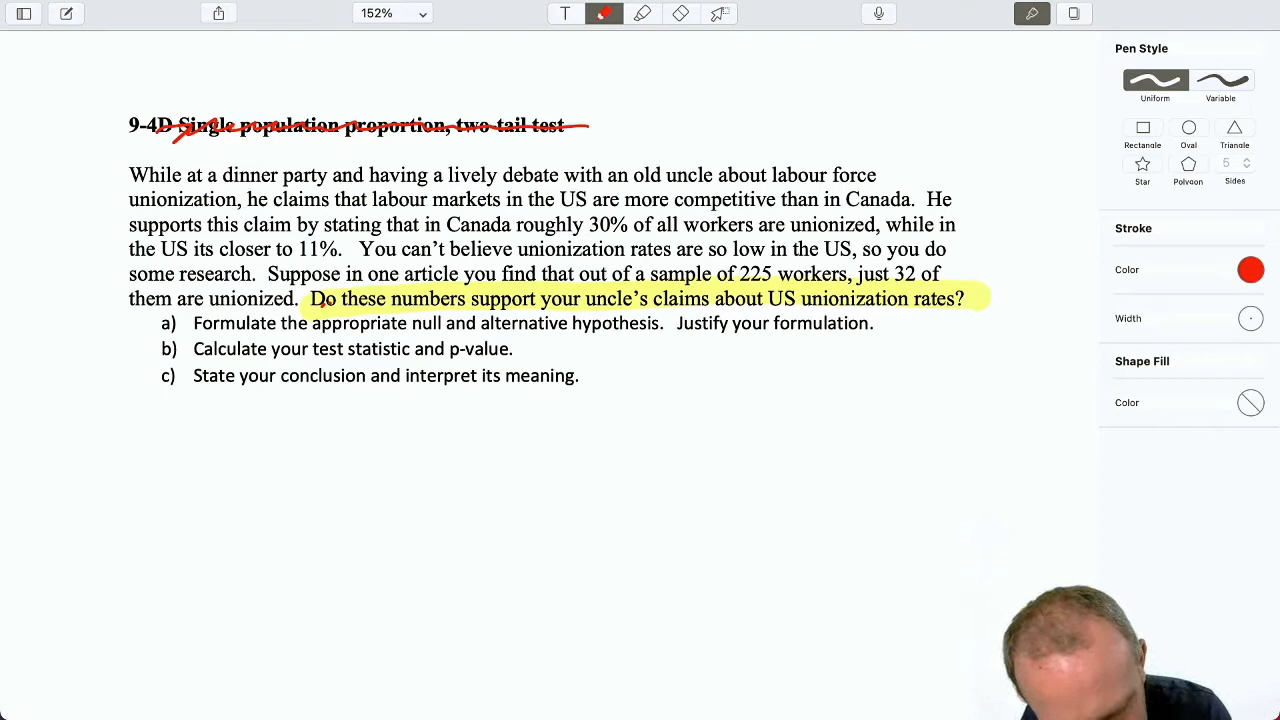 152%
T
Pen Style
Uniform
Variable
Rectangle
Oval
Triangle
Star
Polygon
5
Sides
Stroke
Color
Width
Shape Fill
Color
9-4D Single population proportion, two-tail test
While at a dinner party and having a lively debate with an old uncle about labour force
unionization, he claims that labour markets in the US are more competitive than in Canada. He
supports this claim by stating that in Canada roughly 30% of all workers are unionized, while in
the US its closer to 11%. You can't believe unionization rates are so low in the US, so you do
some research. Suppose in one article you find that out of a sample of 225 workers, just 32 of
them are unionized. Do these numbers support your uncle's claims about US unionization rates?
a) Formulate the appropriate null and alternative hypothesis. Justify your formulation.
b) Calculate your test statistic and p-value.
c) State your conclusion and interpret its meaning.